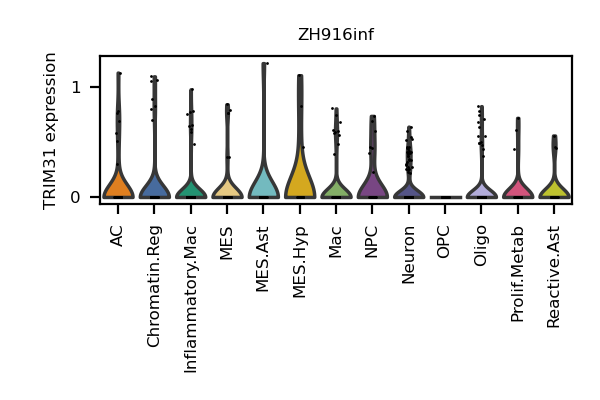 ZH916inf
TRIM31 expression
1
0
AC
Chromatin.Reg
Inflammatory.Mac
MES
MES.Ast
MES.Hyp
Mac
NPC
Neuron
OPC
Oligo
Prolif.Metab
Reactive.Ast